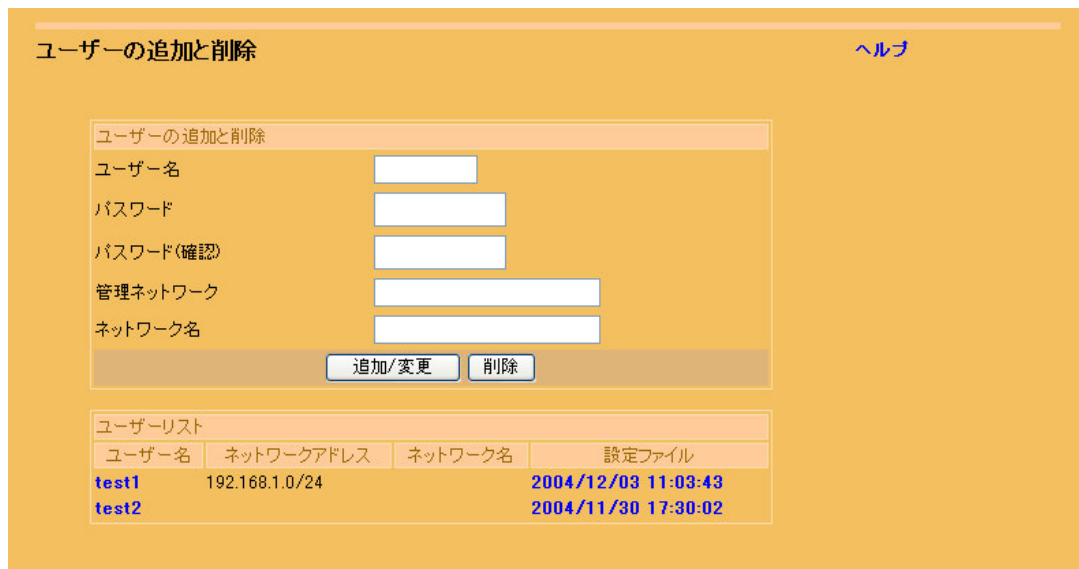 ユーザーの追加と削除 ヘルプ
ユーザーの追加と削除
ユーザー名
パスワード
パスワード(確認)
管理ネットワーク
ネットワーク名
追加/変更 削除
ユーザーリスト
ユーザー名 ネットワークアドレス ネットワーク名 設定ファイル
test1 192.168.1.0/24 2004/12/03 11:03:43
test2 2004/11/30 17:30:02